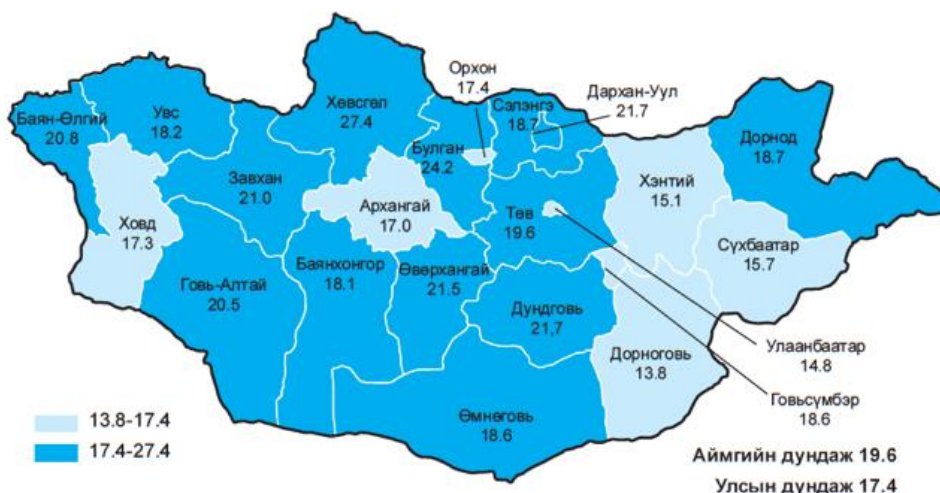 Орхон
17.4
Дархан-Уул
21.7
Сэлэнгэ
18.7
Хөвсгөл
27.4
Увс
18.2
Баян-Өлгий
20.8
Булган
24.2
Дорнод
18.7
Завхан
21.0
Хэнтий
15.1
Архангай
17.0
Төв
19.6
Ховд
17.3
Сүхбаатар
15.7
Баянхонгор
18.1
Өвөрхангай
21.5
Говь-Алтай
20.5
Дундговь
21,7
Улаанбаатар
14.8
Дорноговь
13.8
Говьсүмбэр
18.6
Өмнөговь
18.6
13.8-17.4
17.4-27.4
Аймгийн дундаж 19.6
Улсын дундаж 17.4